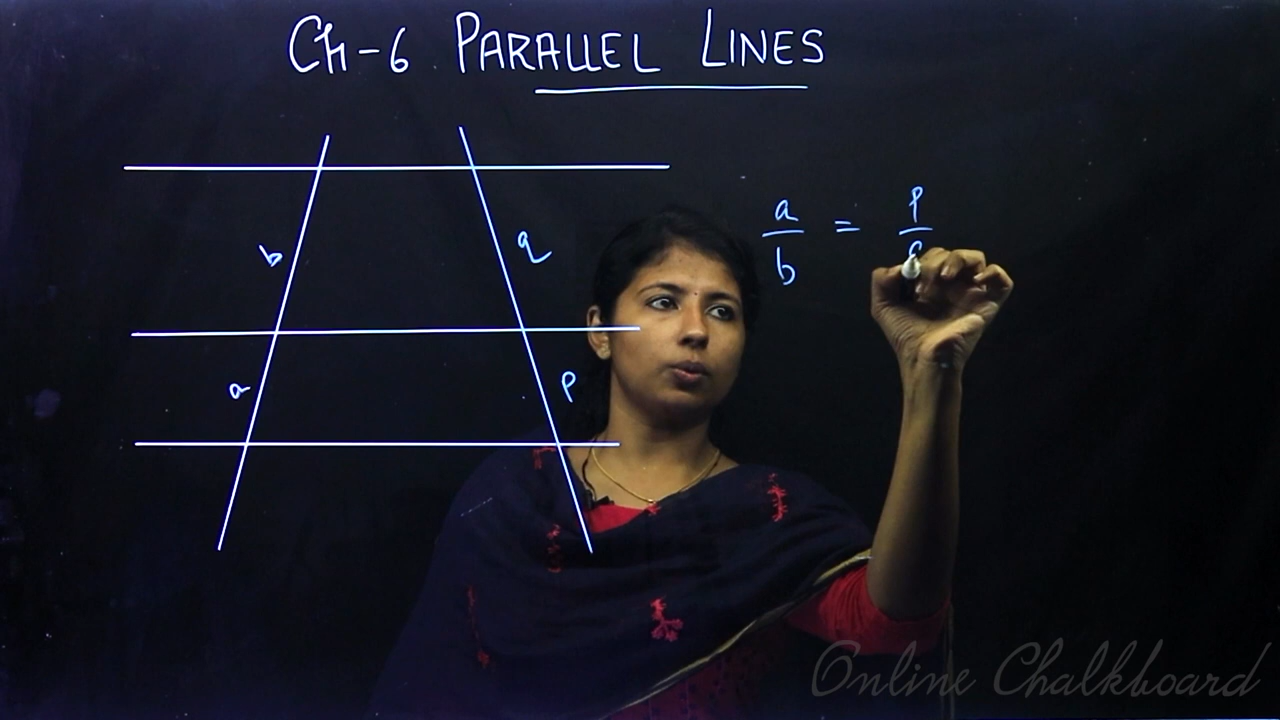 Ch-6 PARALLEL LINES
a/b = p/
b
q
a
p
Online Chalkboard